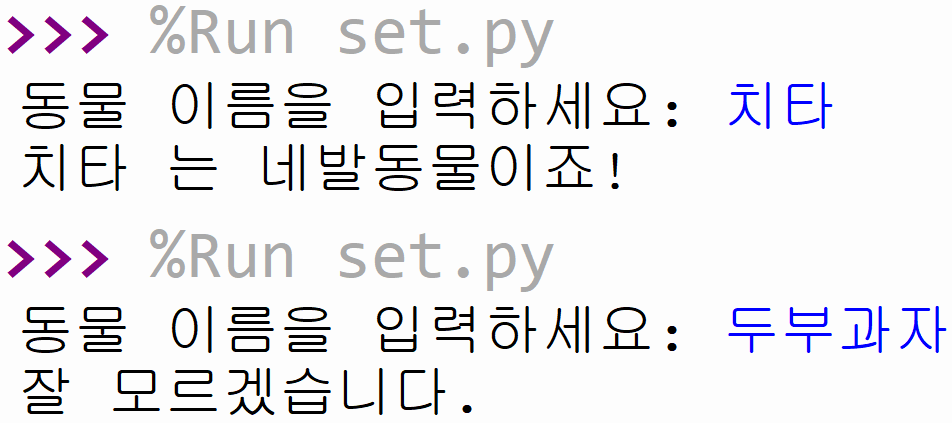 >>> %Run set.py
동물 이름을 입력하세요: 치타
치타 는 네발동물이죠!
>>> %Run set.py
동물 이름을 입력하세요: 두부과자
잘 모르겠습니다.